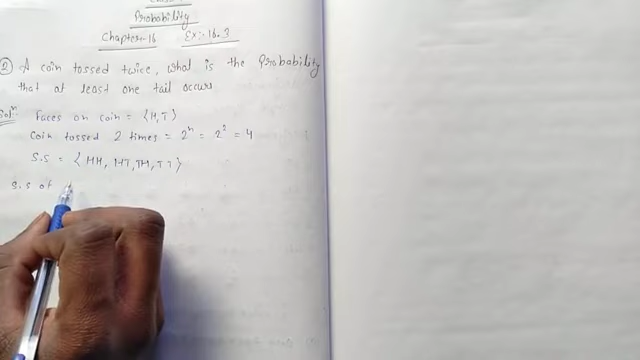 Probability
Chapter-16 Ex:-16.3
② A coin tossed twice, what is the Probability
that at least one tail occurs
Solⁿ Faces on coin = {H,T}
Coin tossed 2 times = 2ⁿ = 2² = 4
S.S = {HH, HT, TH, TT}
S.S of